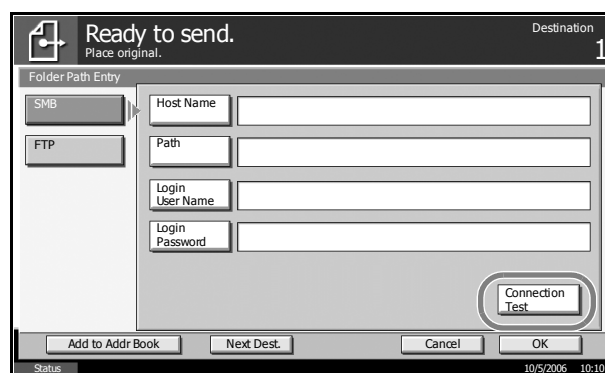 Ready to send.
Destination
Place original.
1
Folder Path Entry
SMB
Host Name
FTP
Path
Login
User Name
Login
Password
Connection
Test
Add to Addr Book
Next Dest.
Cancel
OK
Status
10/5/2006 10:10